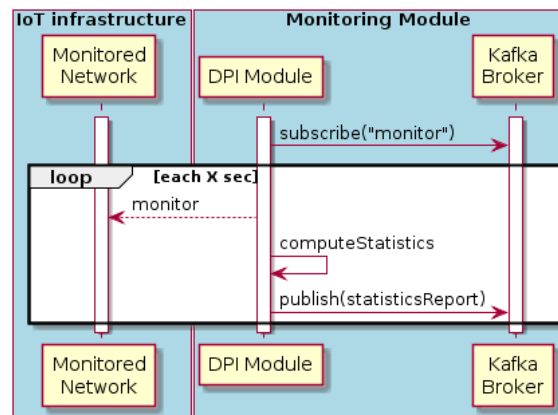 IoT infrastructure
Monitoring Module
Monitored
Network
DPI Module
Kafka
Broker
subscribe("monitor")
loop
[each X sec]
monitor
computeStatistics
publish(statisticsReport)
Monitored
Network
DPI Module
Kafka
Broker